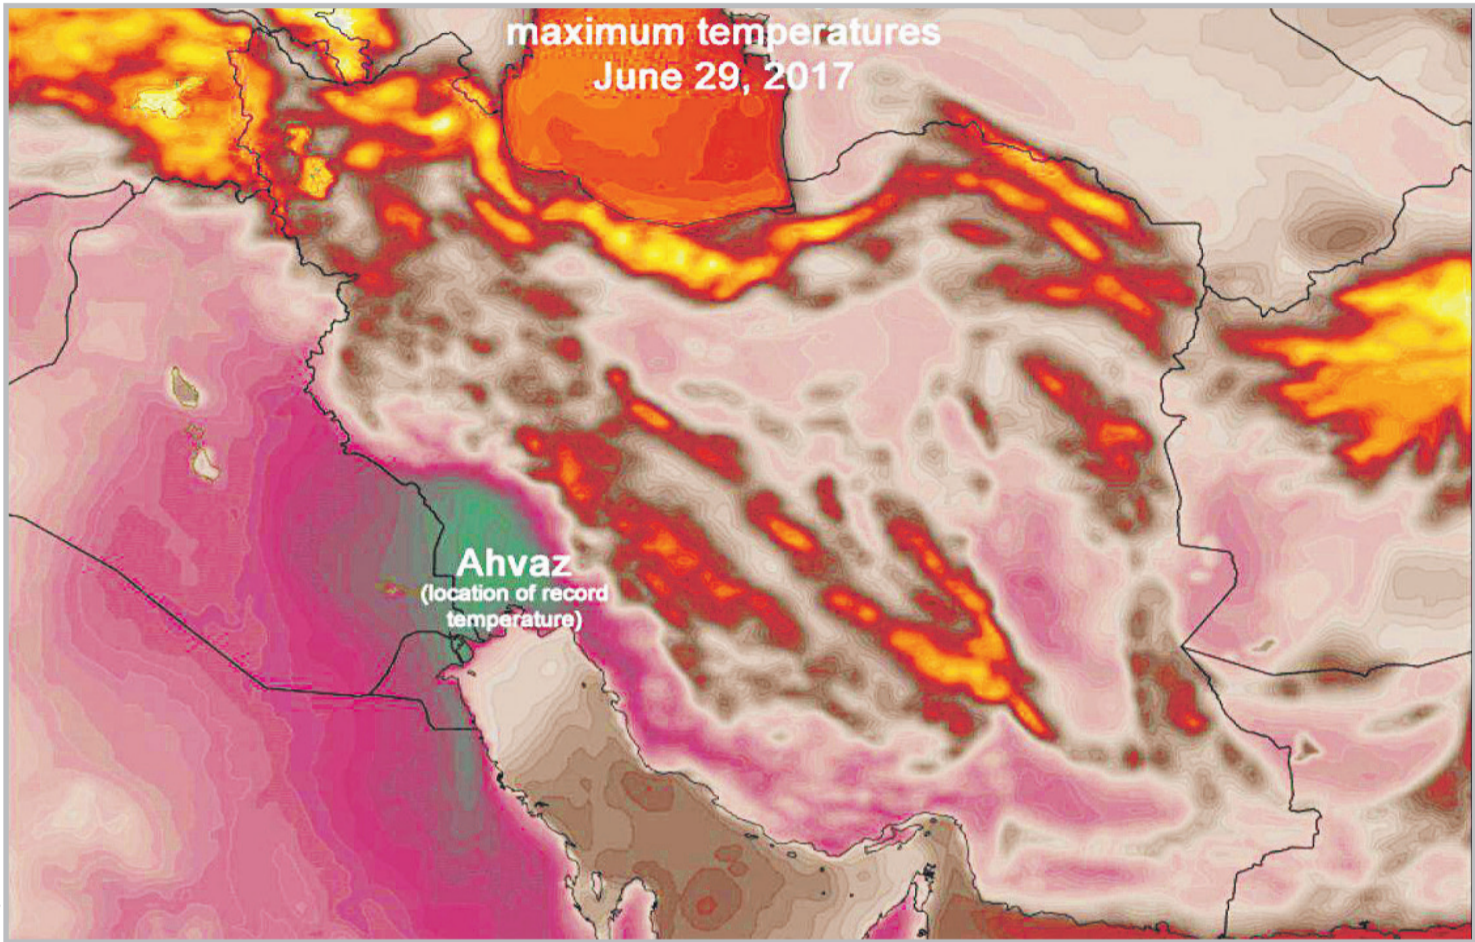 maximum temperatures
June 29, 2017
Ahvaz
(location of record
temperature)